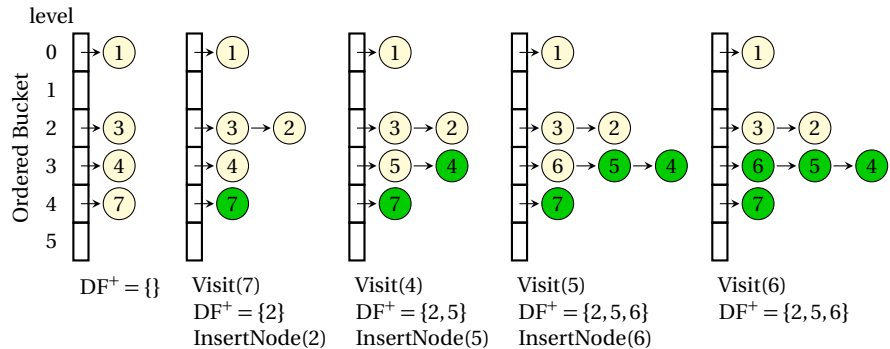 level
Ordered Bucket
0 1 1 1 1 1
1
2 3 3 2 3 2 3 2 3 2
3 4 4 5 4 6 5 4 6 5 4
4 7 7 7 7 7
5
DF+ = {} Visit(7) Visit(4) Visit(5) Visit(6)
DF+ = {2} DF+ = {2,5} DF+ = {2,5,6} DF+ = {2,5,6}
InsertNode(2) InsertNode(5) InsertNode(6)